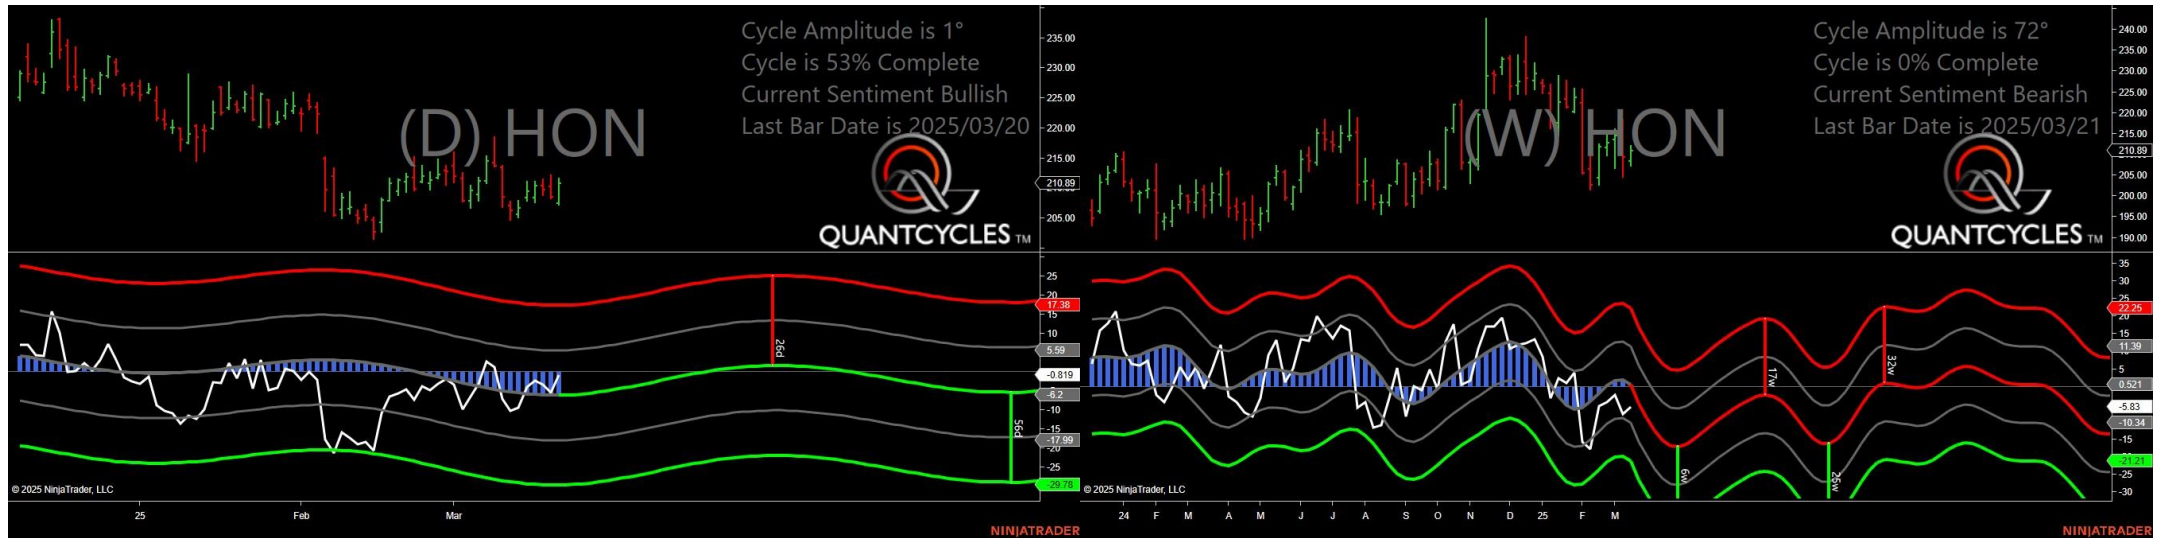 Cycle Amplitude is 1°
Cycle is 53% Complete
Current Sentiment Bullish
Last Bar Date is 2025/03/20
(D) HON
QUANTCYCLES TM
235.00
230.00
225.00
220.00
215.00
210.89
205.00
25
20
17.38
15
10
5.59
-0.819
-6.2
-10
-15
-17.99
-25
-29.78
26d
56d
© 2025 NinjaTrader, LLC
25
Feb
Mar
NINJATRADER
Cycle Amplitude is 72°
Cycle is 0% Complete
Current Sentiment Bearish
Last Bar Date is 2025/03/21
(W) HON
QUANTCYCLES TM
240.00
235.00
230.00
225.00
220.00
215.00
210.89
205.00
200.00
195.00
190.00
35
30
25
22.25
20
15
11.39
5
0.521
-5.83
-10.34
-15
-21.21
-25
-30
17w
32w
6w
25w
© 2025 NinjaTrader, LLC
24 F M A M J J A S O N D 25 F M
NINJATRADER